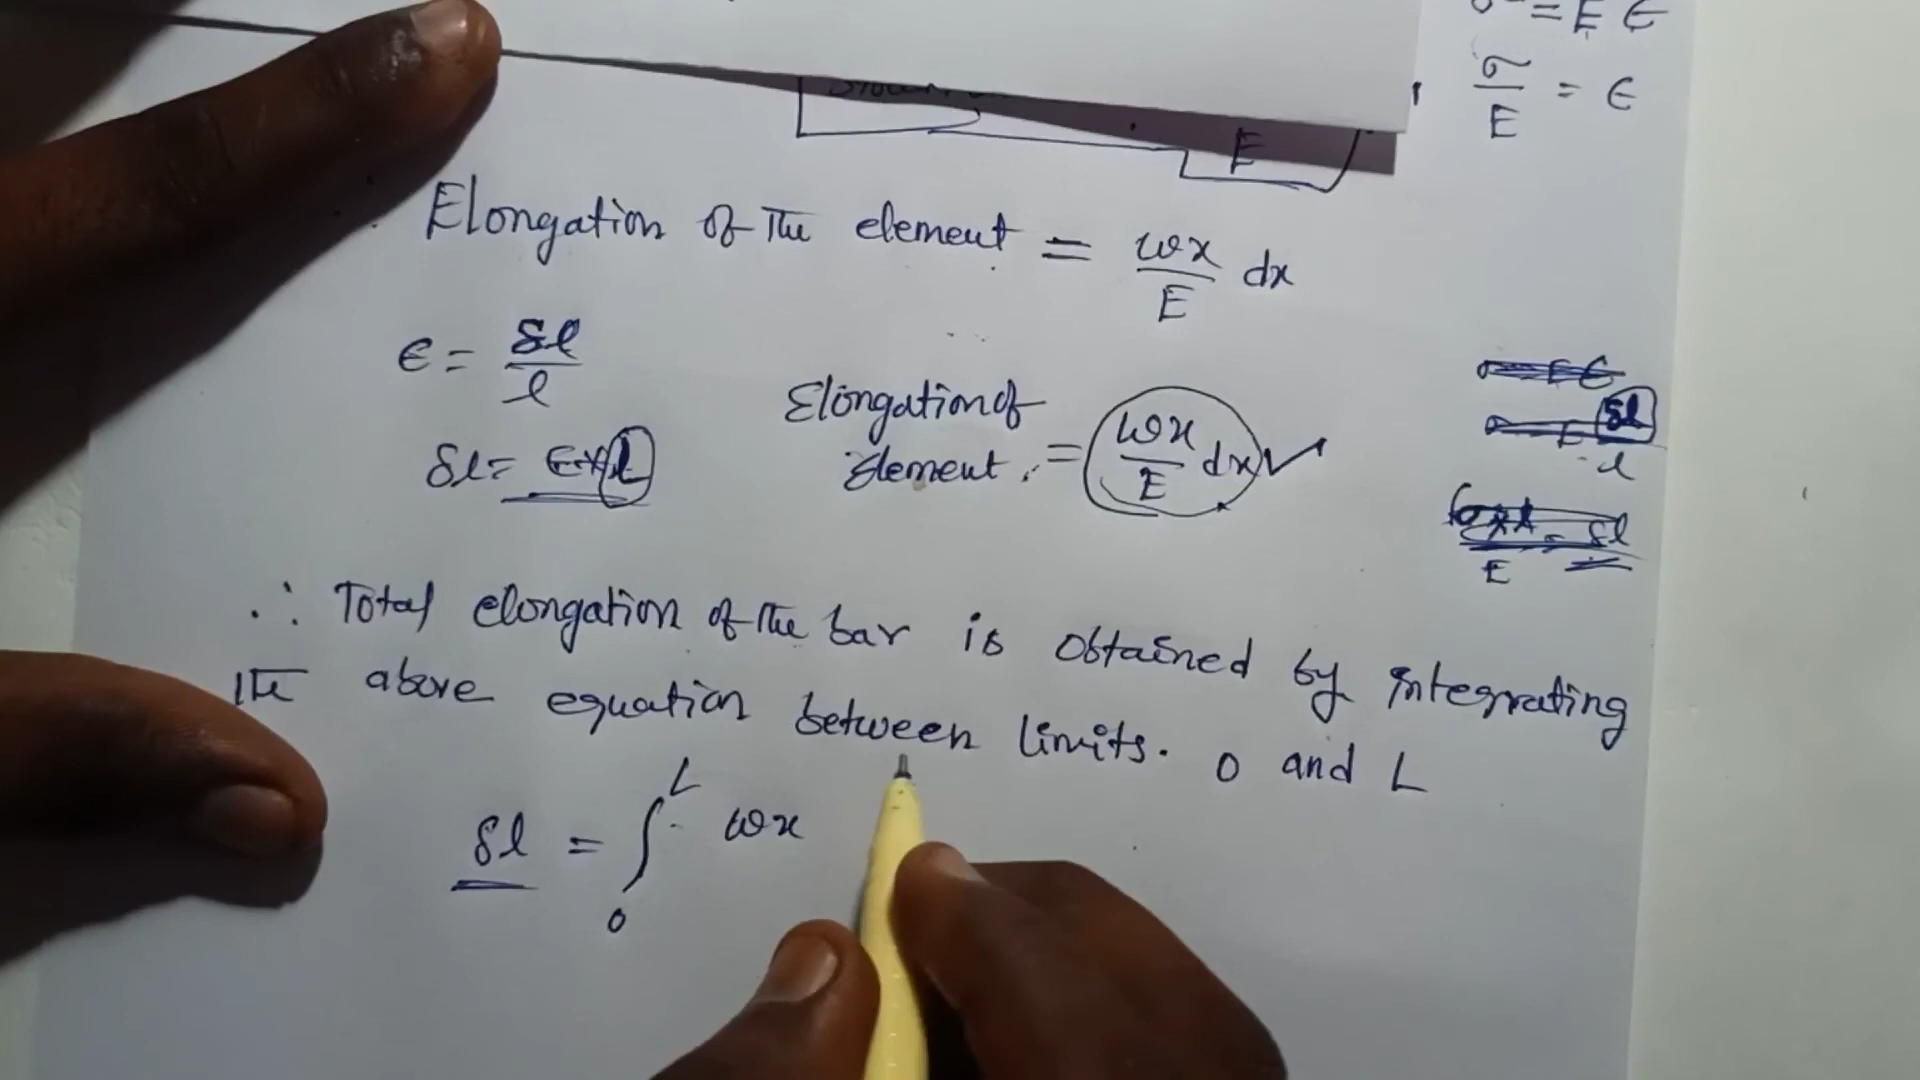 σ = E ϵ
σ/E = ϵ
E
Elongation of the element = wx/E dx
ϵ = δl/l
δl = ϵ×l
Elongation of
Element = wx/E dx ✓
E ϵ
σ = E δl/l
σ×l/E = δl
∴ Total elongation of the bar is obtained by integrating
the above equation between limits. 0 and L
δl = ∫₀ᴸ wx